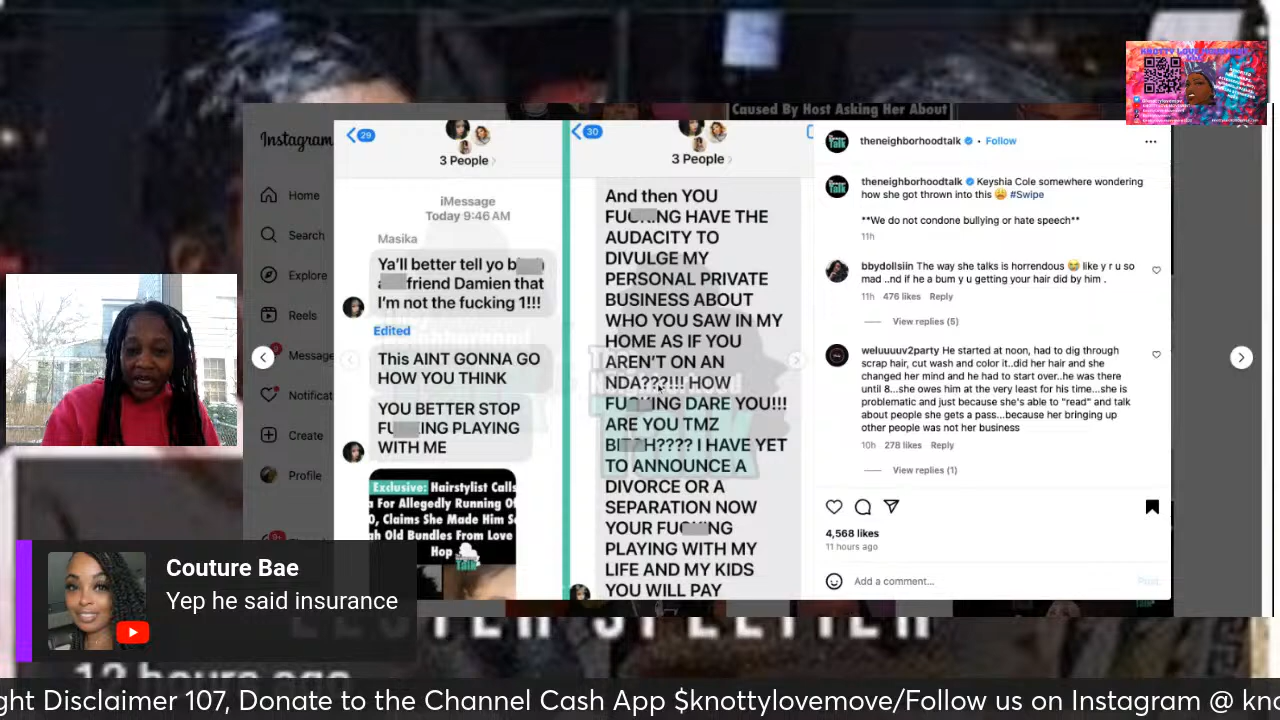 Caused By Host Asking Her About
KNOTTY LOVE MOVEMENT
Instagram
Home
Search
Explore
Reels
Message
Notificat
Create
Profile
29
3 People
iMessage
Today 9:46 AM
Masika
Ya'll better tell yo b
a friend Damien that
I'm not the fucking 1!!!
Edited
This AINT GONNA GO
HOW YOU THINK
YOU BETTER STOP
FU ING PLAYING
WITH ME
Exclusive: Hairstylist Calls
For Allegedly Running Of
, Claims She Made Him S
h Old Bundles From Love
Hop
Talk
30
3 People
And then YOU
FU NG HAVE THE
AUDACITY TO
DIVULGE MY
PERSONAL PRIVATE
BUSINESS ABOUT
WHO YOU SAW IN MY
HOME AS IF YOU
AREN'T ON AN
NDA???!!! HOW
FU KING DARE YOU!!!
ARE YOU TMZ
BI H???? I HAVE YET
TO ANNOUNCE A
DIVORCE OR A
SEPARATION NOW
YOUR FU NG
PLAYING WITH MY
LIFE AND MY KIDS
YOU WILL PAY
theneighborhoodtalk • Follow
theneighborhoodtalk Keyshia Cole somewhere wondering
how she got thrown into this 😩 #Swipe
**We do not condone bullying or hate speech**
11h
bbydollsiin The way she talks is horrendous 😭 like y r u so
mad ..nd if he a bum y u getting your hair did by him .
11h 476 likes Reply
View replies (5)
weluuuuv2party He started at noon, had to dig through
scrap hair, cut wash and color it..did her hair and she
changed her mind and he had to start over..he was there
until 8...she owes him at the very least for his time...she is
problematic and just because she's able to "read" and talk
about people she gets a pass...because her bringing up
other people was not her business
10h 278 likes Reply
View replies (1)
4,568 likes
11 hours ago
Add a comment...
Post
Couture Bae
Yep he said insurance
12 hours ago
ght Disclaimer 107, Donate to the Channel Cash App $knottylovemove/Follow us on Instagram @ kno